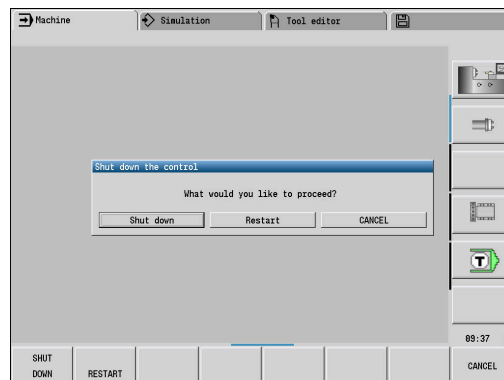 Machine
Simulation
Tool editor
Shut down the control
What would you like to proceed?
Shut down
Restart
CANCEL
T
09:37
SHUT
DOWN
RESTART
CANCEL